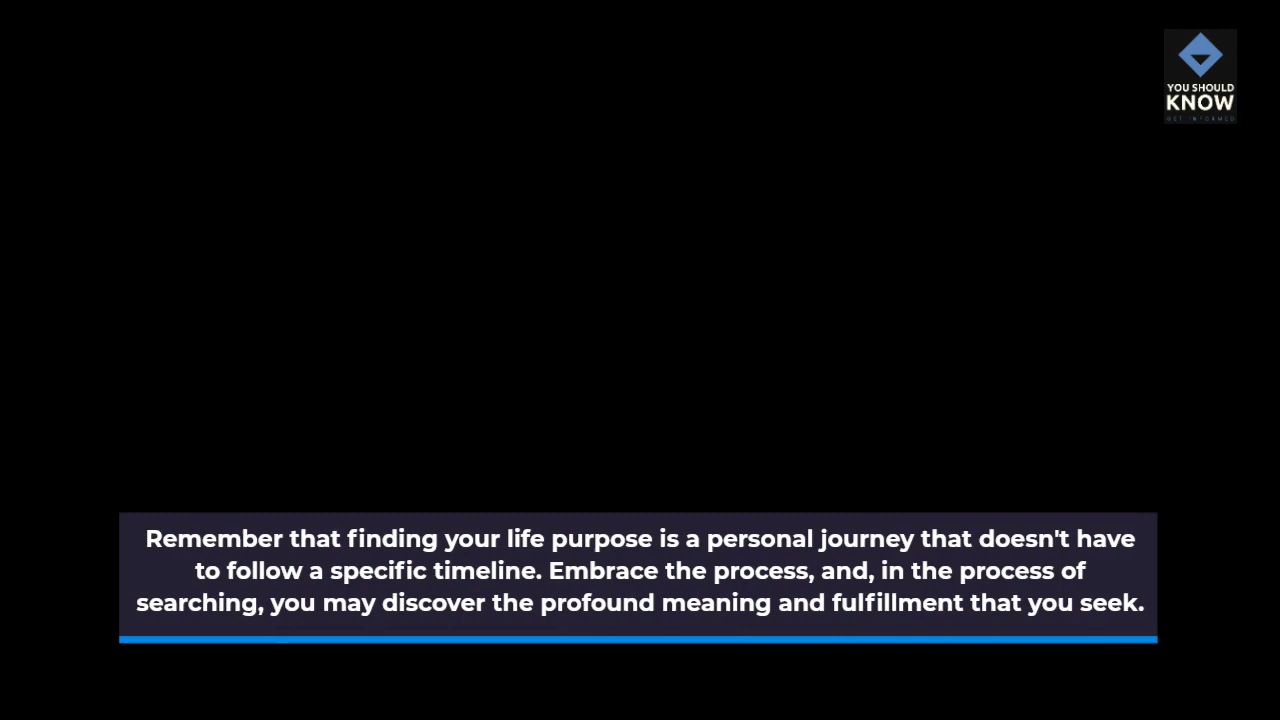 YOU SHOULD
KNOW
GET INFORMED
Remember that finding your life purpose is a personal journey that doesn't have
to follow a specific timeline. Embrace the process, and, in the process of
searching, you may discover the profound meaning and fulfillment that you seek.